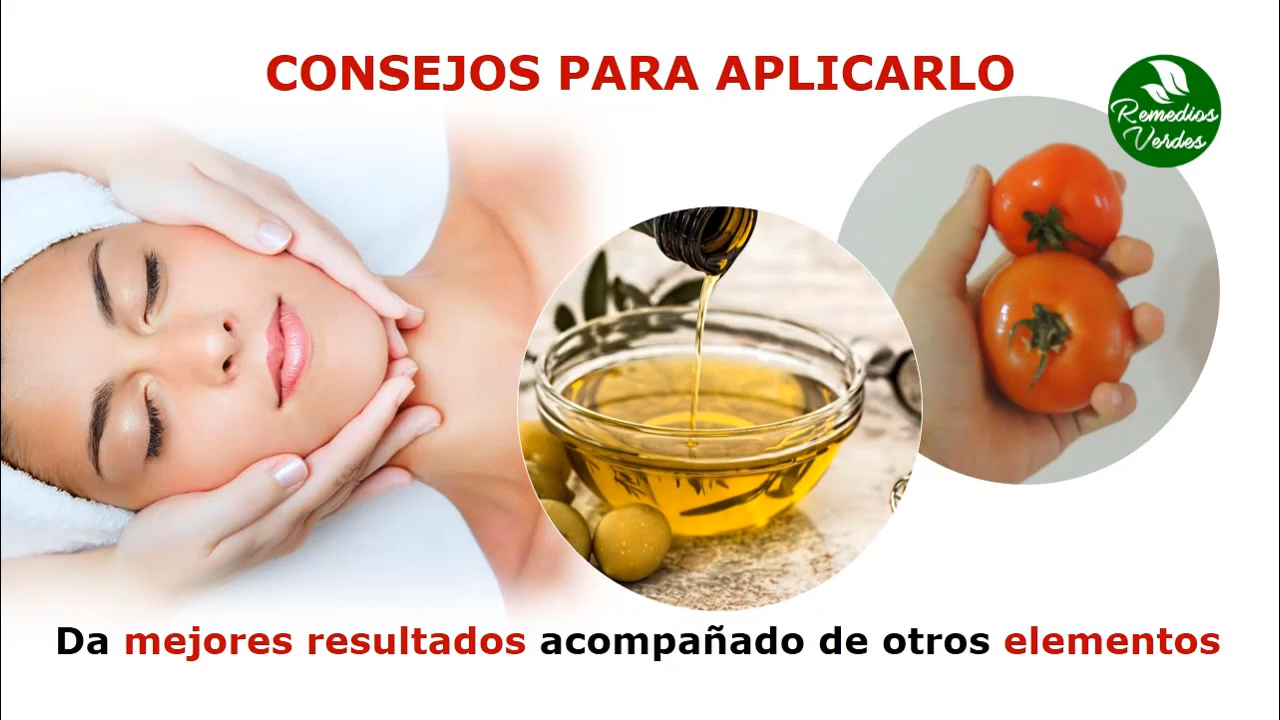 CONSEJOS PARA APLICARLO
Remedios
Verdes
Da mejores resultados acompañado de otros elementos